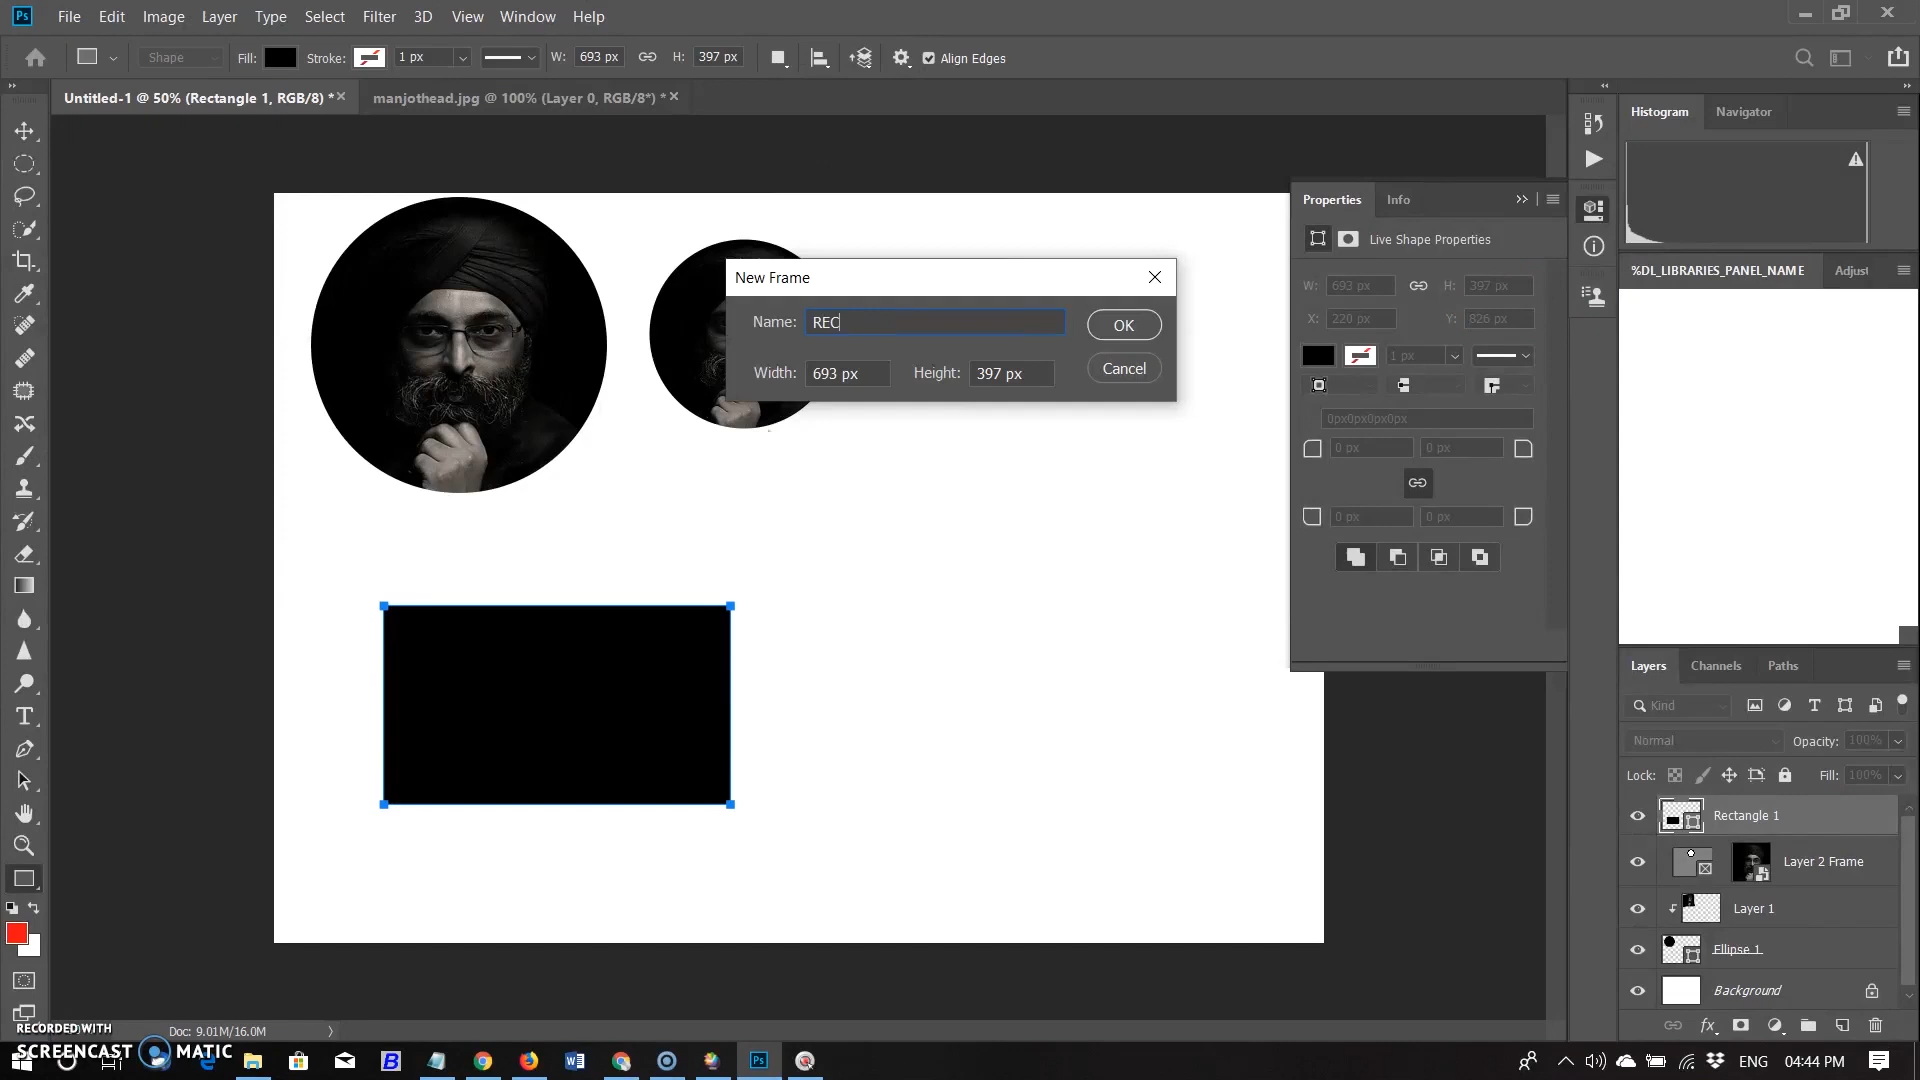 Ps File Edit Image Layer Type Select Filter 3D View Window Help
Shape Fill: Stroke: 1 px W: 693 px H: 397 px Align Edges
Untitled-1 @ 50% (Rectangle 1, RGB/8) * manjothead.jpg @ 100% (Layer 0, RGB/8*) *
Histogram Navigator
Properties Info
Live Shape Properties
W: 693 px H: 397 px
X: 220 px Y: 826 px
1 px
0px0px0px0px
0 px 0 px
0 px 0 px
New Frame
Name: REC
OK
Width: 693 px Height: 397 px
Cancel
%DL_LIBRARIES_PANEL_NAME Adjust
Layers Channels Paths
Kind
Normal Opacity: 100%
Lock: Fill: 100%
Rectangle 1
Layer 2 Frame
Layer 1
Ellipse 1
Background
fx
Doc: 9.01M/16.0M
RECORDED WITH
SCREENCAST MATIC
ENG 04:44 PM